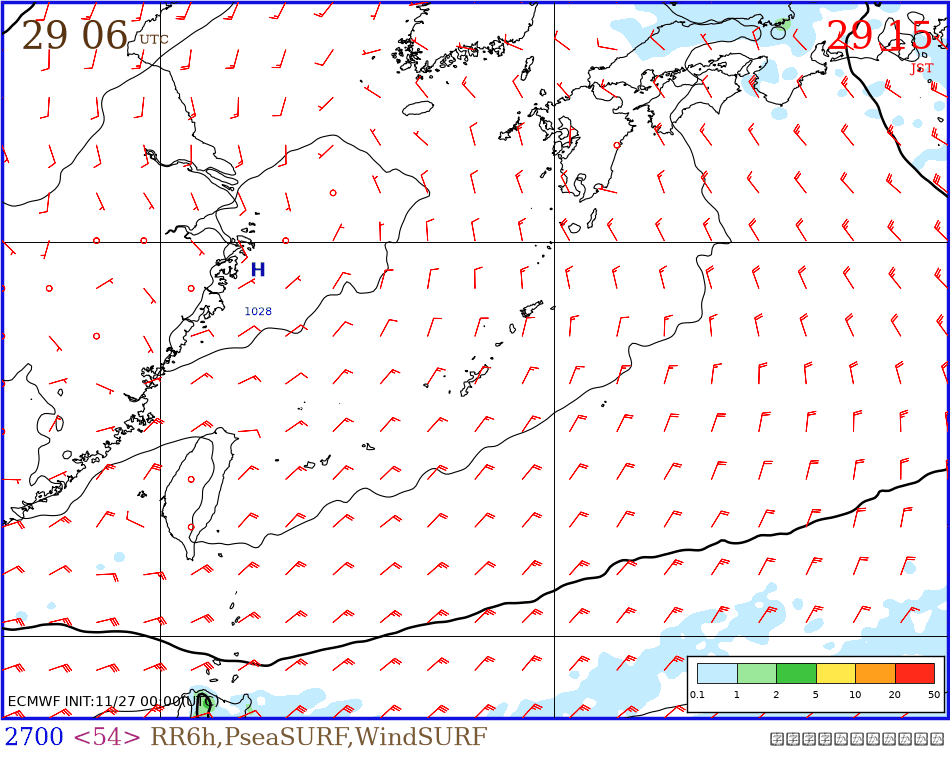 29 06 UTC
29 15 JST
H
1028
0.1 1 2 5 10 20 50
ECMWF INIT:11/27 00:00(UTC)
2700 <54> RR6h,PseaSURF,WindSURF